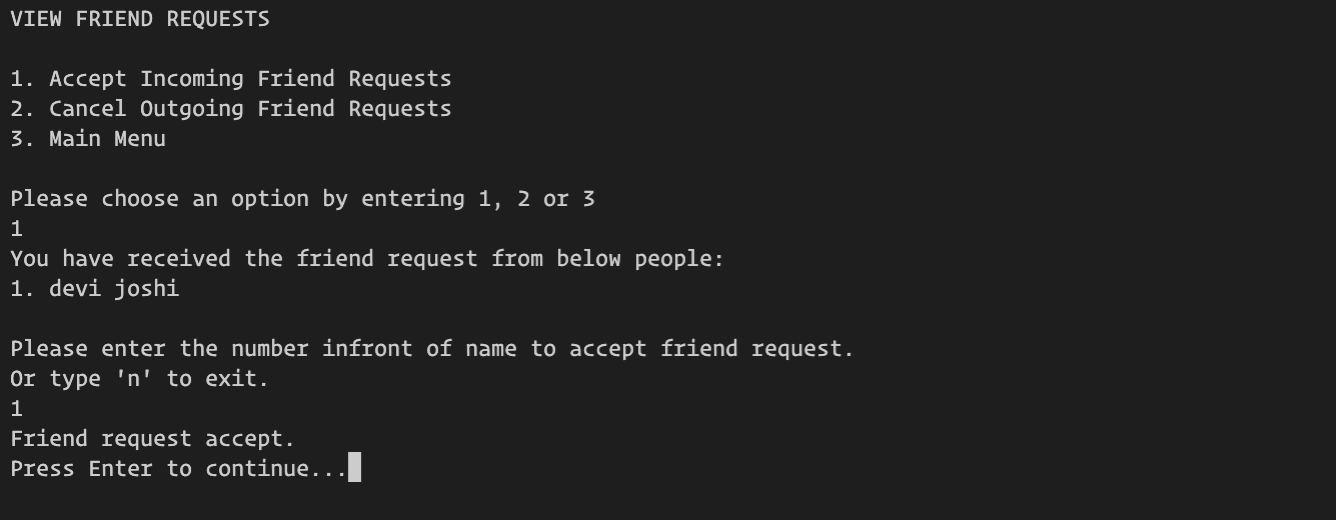 VIEW FRIEND REQUESTS
1. Accept Incoming Friend Requests
2. Cancel Outgoing Friend Requests
3. Main Menu
Please choose an option by entering 1, 2 or 3
1
You have received the friend request from below people:
1. devi joshi
Please enter the number infront of name to accept friend request.
Or type 'n' to exit.
1
Friend request accept.
Press Enter to continue...